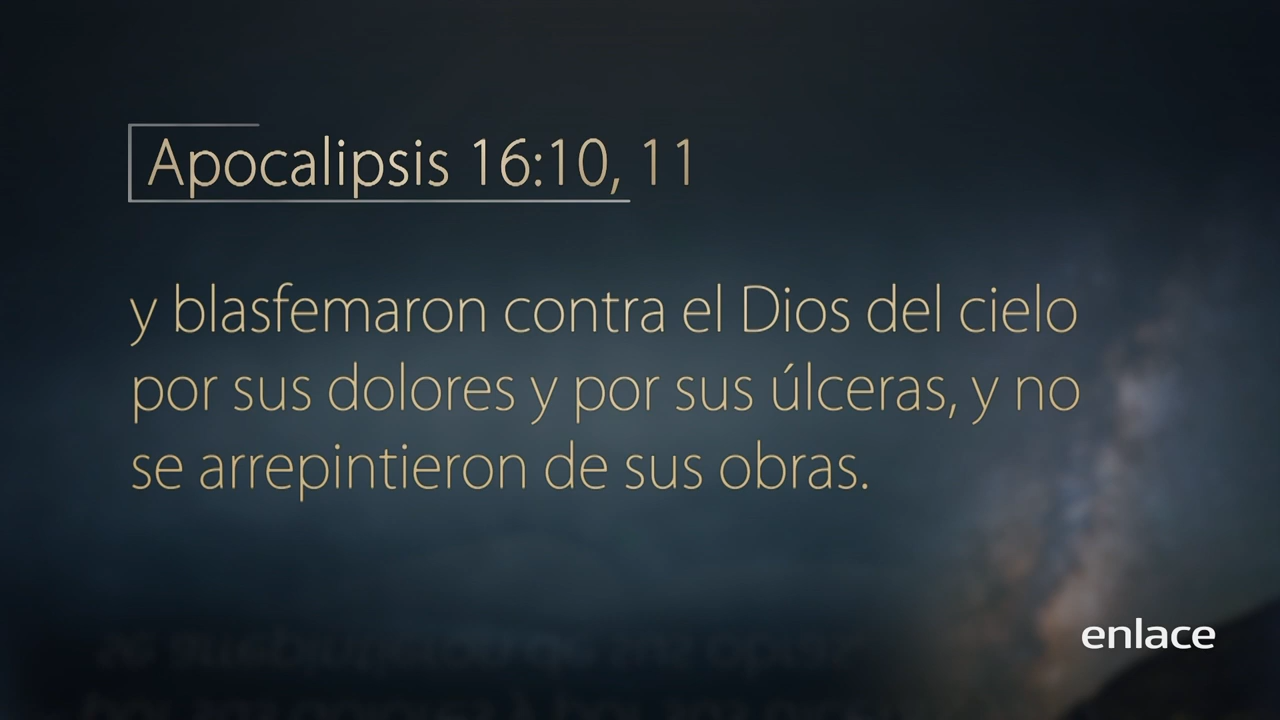 Apocalipsis 16:10, 11
y blasfemaron contra el Dios del cielo
por sus dolores y por sus úlceras, y no
se arrepintieron de sus obras.
enlace